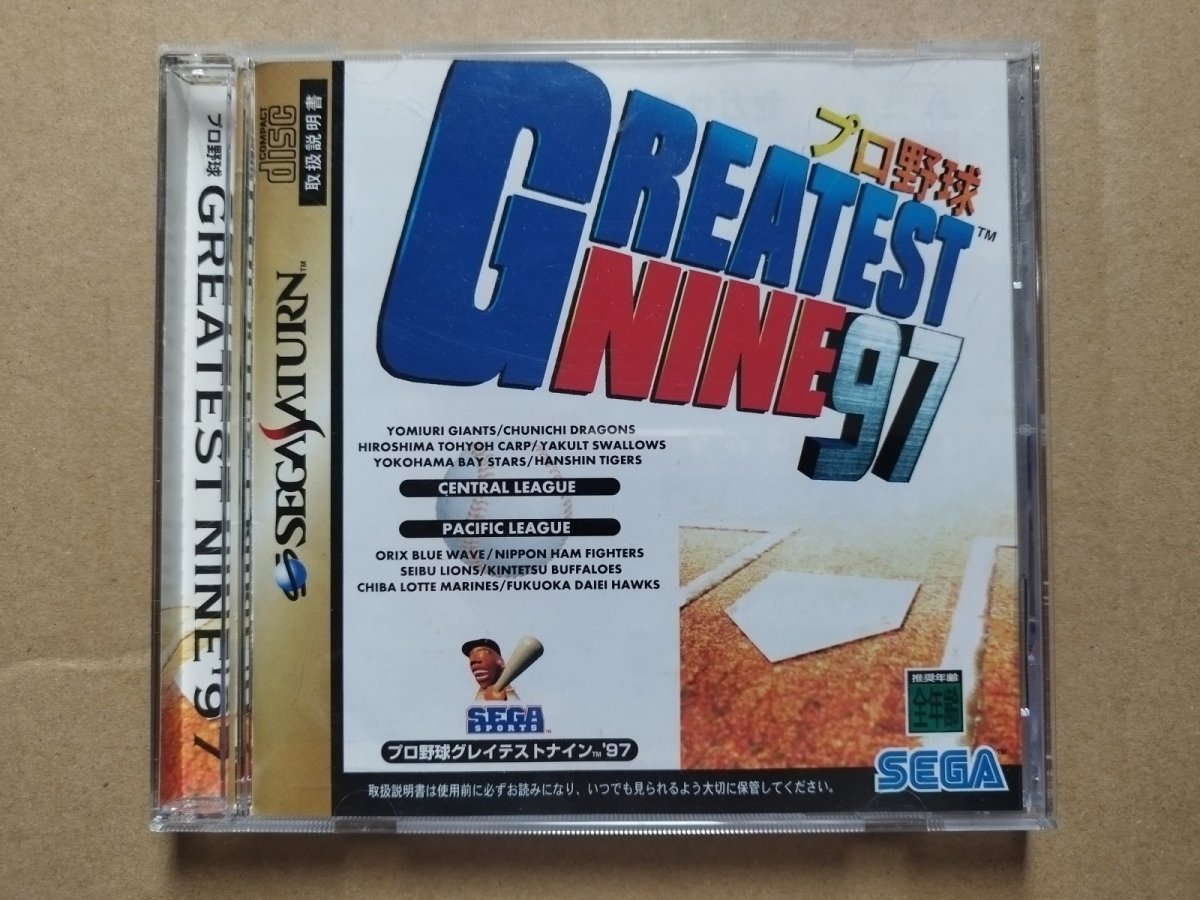 プロ野球 GREATEST NINE '97
COMPACT
disc
取扱説明書
SEGA SATURN™
プロ野球
GREATEST™
NINE 97
YOMIURI GIANTS/CHUNICHI DRAGONS
HIROSHIMA TOHYOH CARP/YAKULT SWALLOWS
YOKOHAMA BAY STARS/HANSHIN TIGERS
CENTRAL LEAGUE
PACIFIC LEAGUE
ORIX BLUE WAVE/NIPPON HAM FIGHTERS
SEIBU LIONS/KINTETSU BUFFALOES
CHIBA LOTTE MARINES/FUKUOKA DAIEI HAWKS
SEGA
SPORTS™
プロ野球グレイテストナイン™'97
推奨年齢
全年齢
SEGA™
取扱説明書は使用前に必ずお読みになり、いつでも見られるよう大切に保管してください。